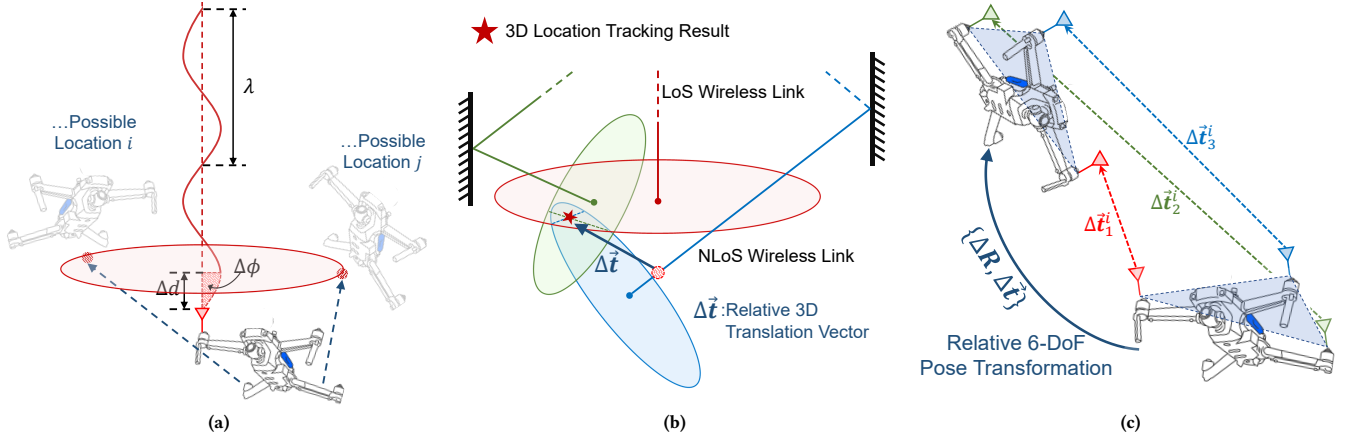 λ
…Possible
Location i
…Possible
Location j
Δϕ
Δd
(a)
3D Location Tracking Result
LoS Wireless Link
NLoS Wireless Link
Δt⃗
Δt⃗ :Relative 3D
Translation Vector
(b)
Δt⃗₃ⁱ
Δt⃗₂ⁱ
Δt⃗₁ⁱ
{ΔR, Δt⃗}
Relative 6-DoF
Pose Transformation
(c)